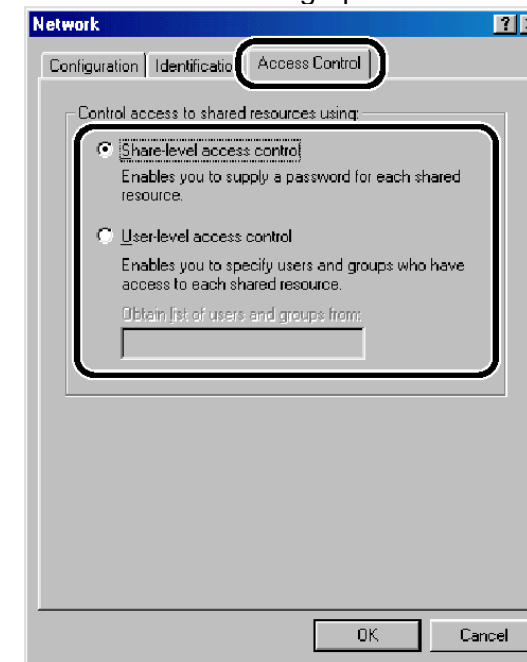 Network
Configuration Identification Access Control
Control access to shared resources using:
Share-level access control
Enables you to supply a password for each shared
resource.
User-level access control
Enables you to specify users and groups who have
access to each shared resource.
Obtain list of users and groups from:
OK Cancel